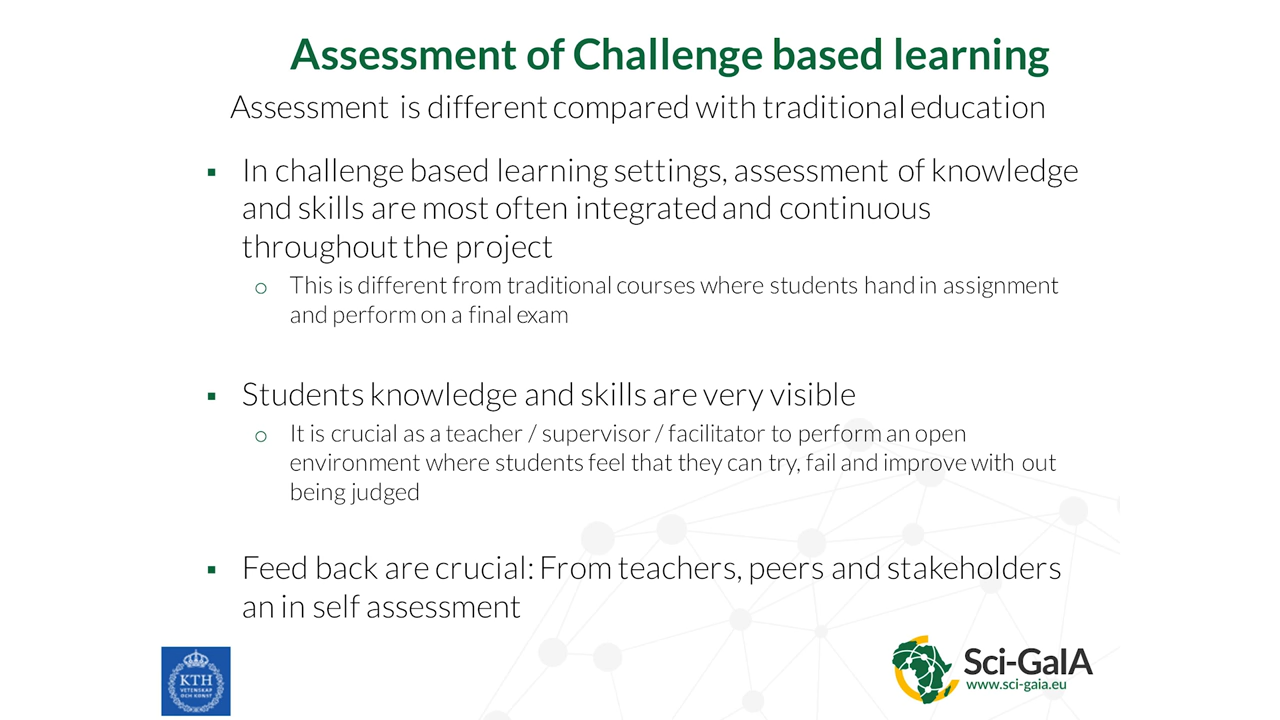 Assessment of Challenge based learning
Assessment is different compared with traditional education
▪ In challenge based learning settings, assessment of knowledge
and skills are most often integrated and continuous
throughout the project
o This is different from traditional courses where students hand in assignment
and perform on a final exam
▪ Students knowledge and skills are very visible
o It is crucial as a teacher / supervisor / facilitator to perform an open
environment where students feel that they can try, fail and improve with out
being judged
▪ Feed back are crucial: From teachers, peers and stakeholders
an in self assessment
KTH
VETENSKAP
OCH KONST
Sci-GaIA
www.sci-gaia.eu